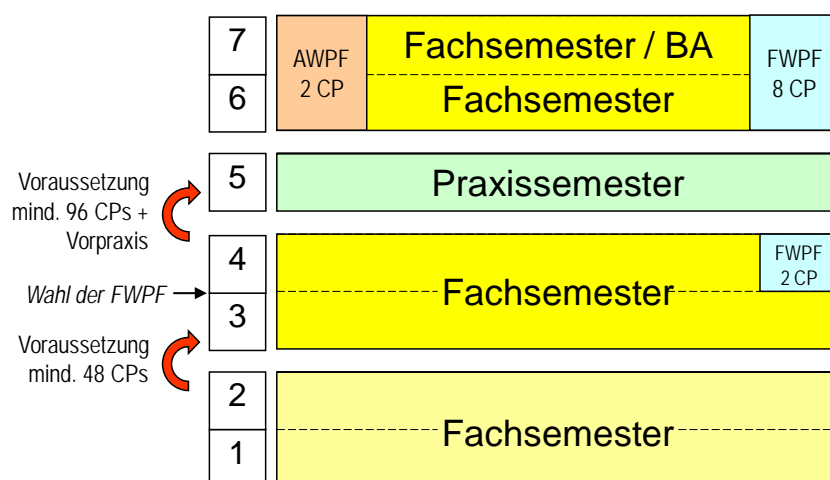 7
AWPF
2 CP
Fachsemester / BA
FWPF
8 CP
6
Fachsemester
5
Praxissemester
Voraussetzung
mind. 96 CPs +
Vorpraxis
4
FWPF
2 CP
Wahl der FWPF
Fachsemester
3
Voraussetzung
mind. 48 CPs
2
Fachsemester
1